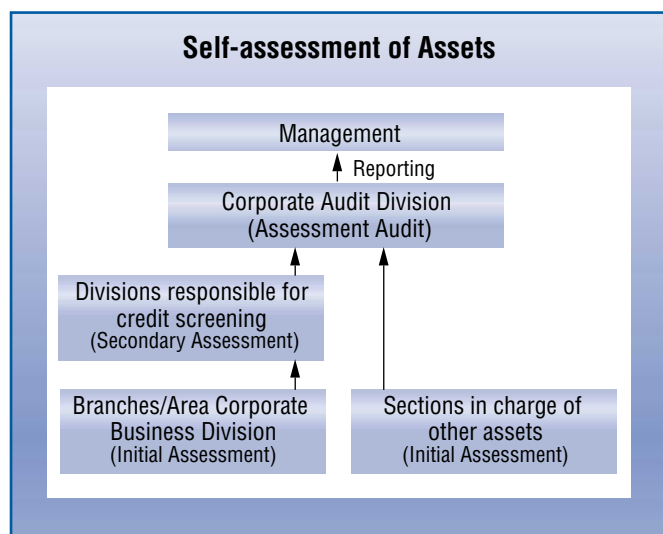 Self-assessment of Assets
Management
Reporting
Corporate Audit Division
(Assessment Audit)
Divisions responsible for
credit screening
(Secondary Assessment)
Branches/Area Corporate
Business Division
(Initial Assessment)
Sections in charge of
other assets
(Initial Assessment)